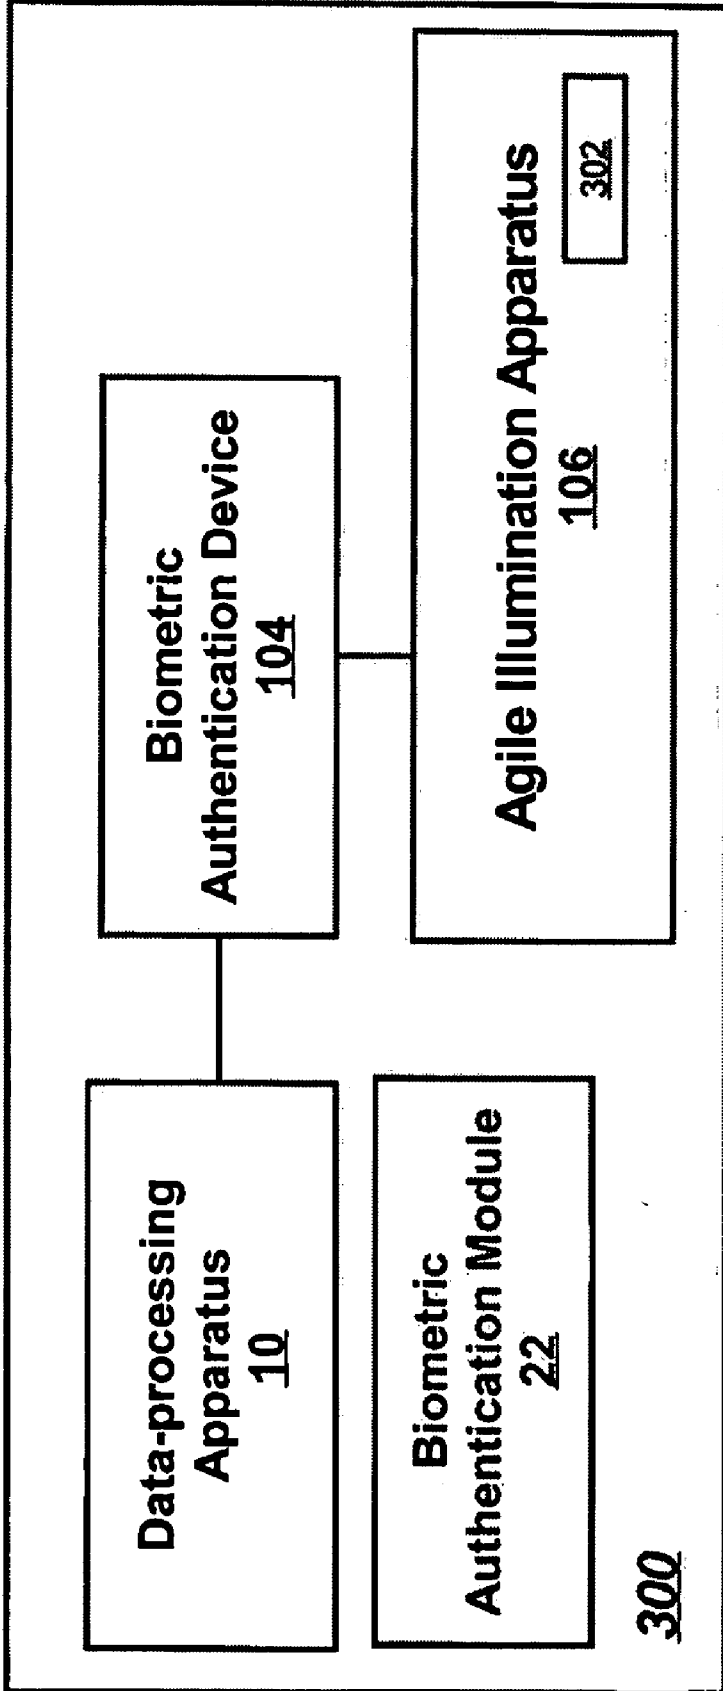 Data-processing
Apparatus
10
Biometric
Authentication Device
104
Biometric
Authentication Module
22
Agile Illumination Apparatus
106
302
300